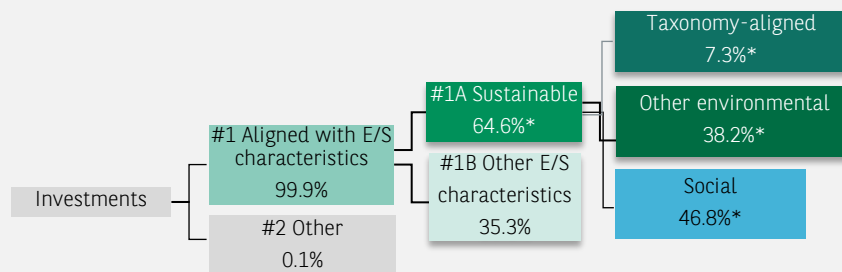 Investments
#1 Aligned with E/S
characteristics
99.9%
#2 Other
0.1%
#1A Sustainable
64.6%*
#1B Other E/S
characteristics
35.3%
Taxonomy-aligned
7.3%*
Other environmental
38.2%*
Social
46.8%*